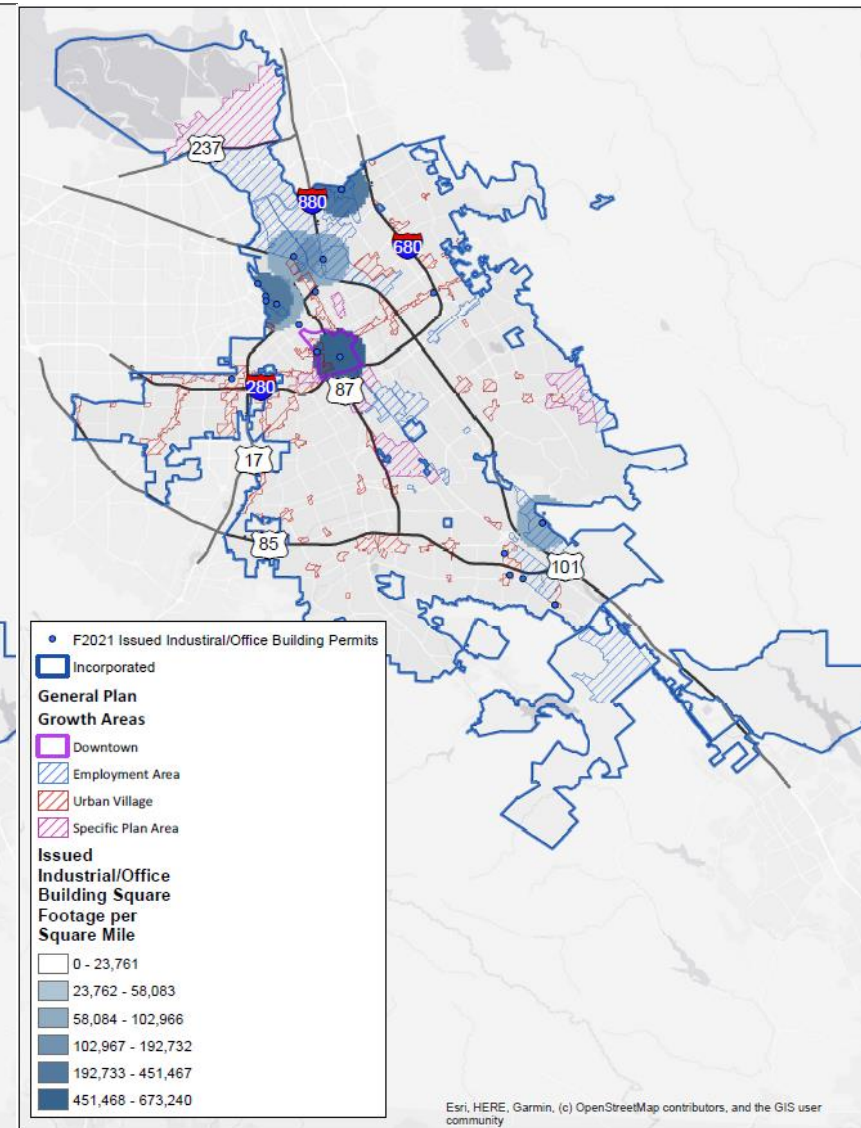 237
880
680
280
87
17
85
101
F2021 Issued Industiral/Office Building Permits
Incorporated
General Plan
Growth Areas
Downtown
Employment Area
Urban Village
Specific Plan Area
Issued
Industrial/Office
Building Square
Footage per
Square Mile
0 - 23,761
23,762 - 58,083
58,084 - 102,966
102,967 - 192,732
192,733 - 451,467
451,468 - 673,240
Esri, HERE, Garmin, (c) OpenStreetMap contributors, and the GIS user
community